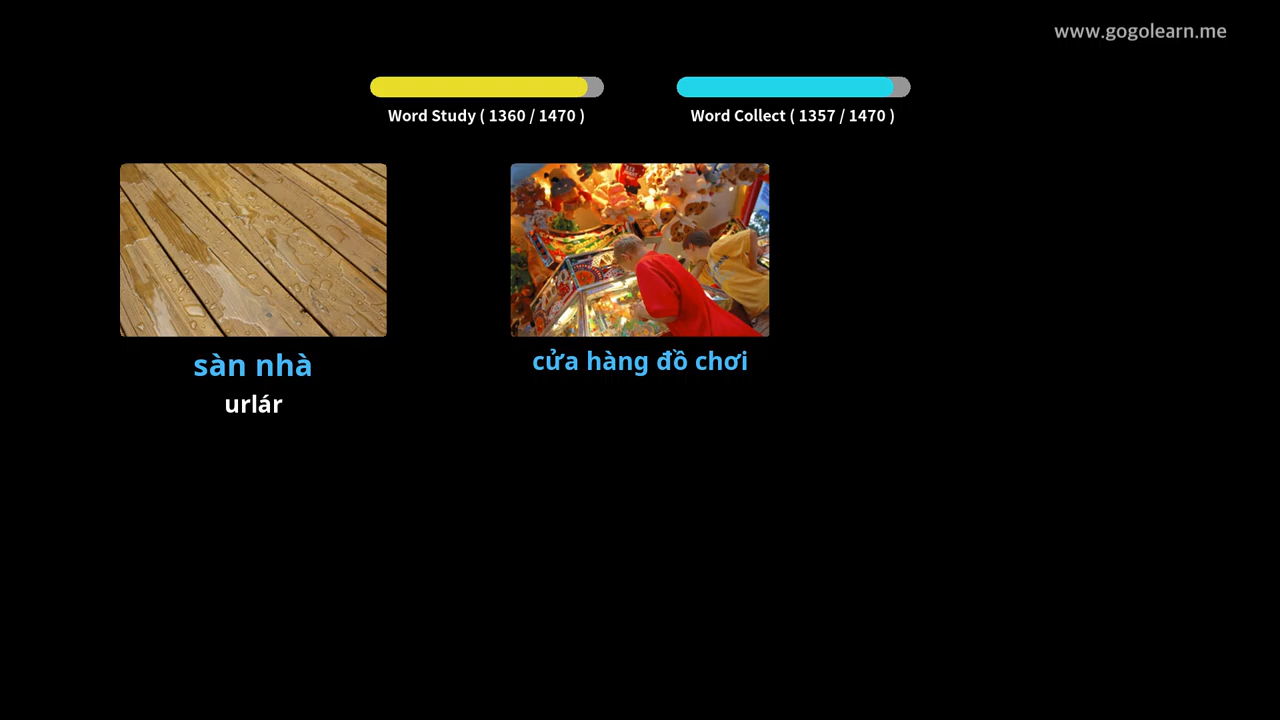 www.gogolearn.me
Word Study ( 1360 / 1470 )
Word Collect ( 1357 / 1470 )
sàn nhà
urlár
cửa hàng đồ chơi